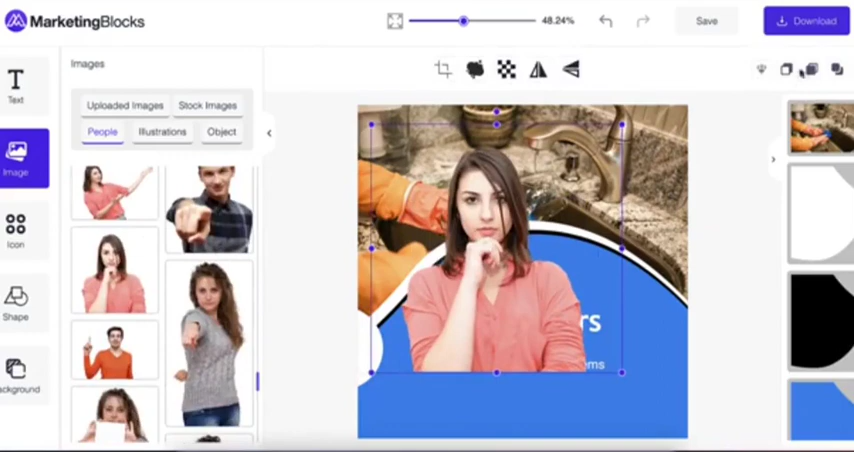 MarketingBlocks
48.24%
Save
Download
Text
Image
Icon
Shape
ckground
Images
Uploaded Images
Stock Images
People
Illustrations
Object
rs
ems